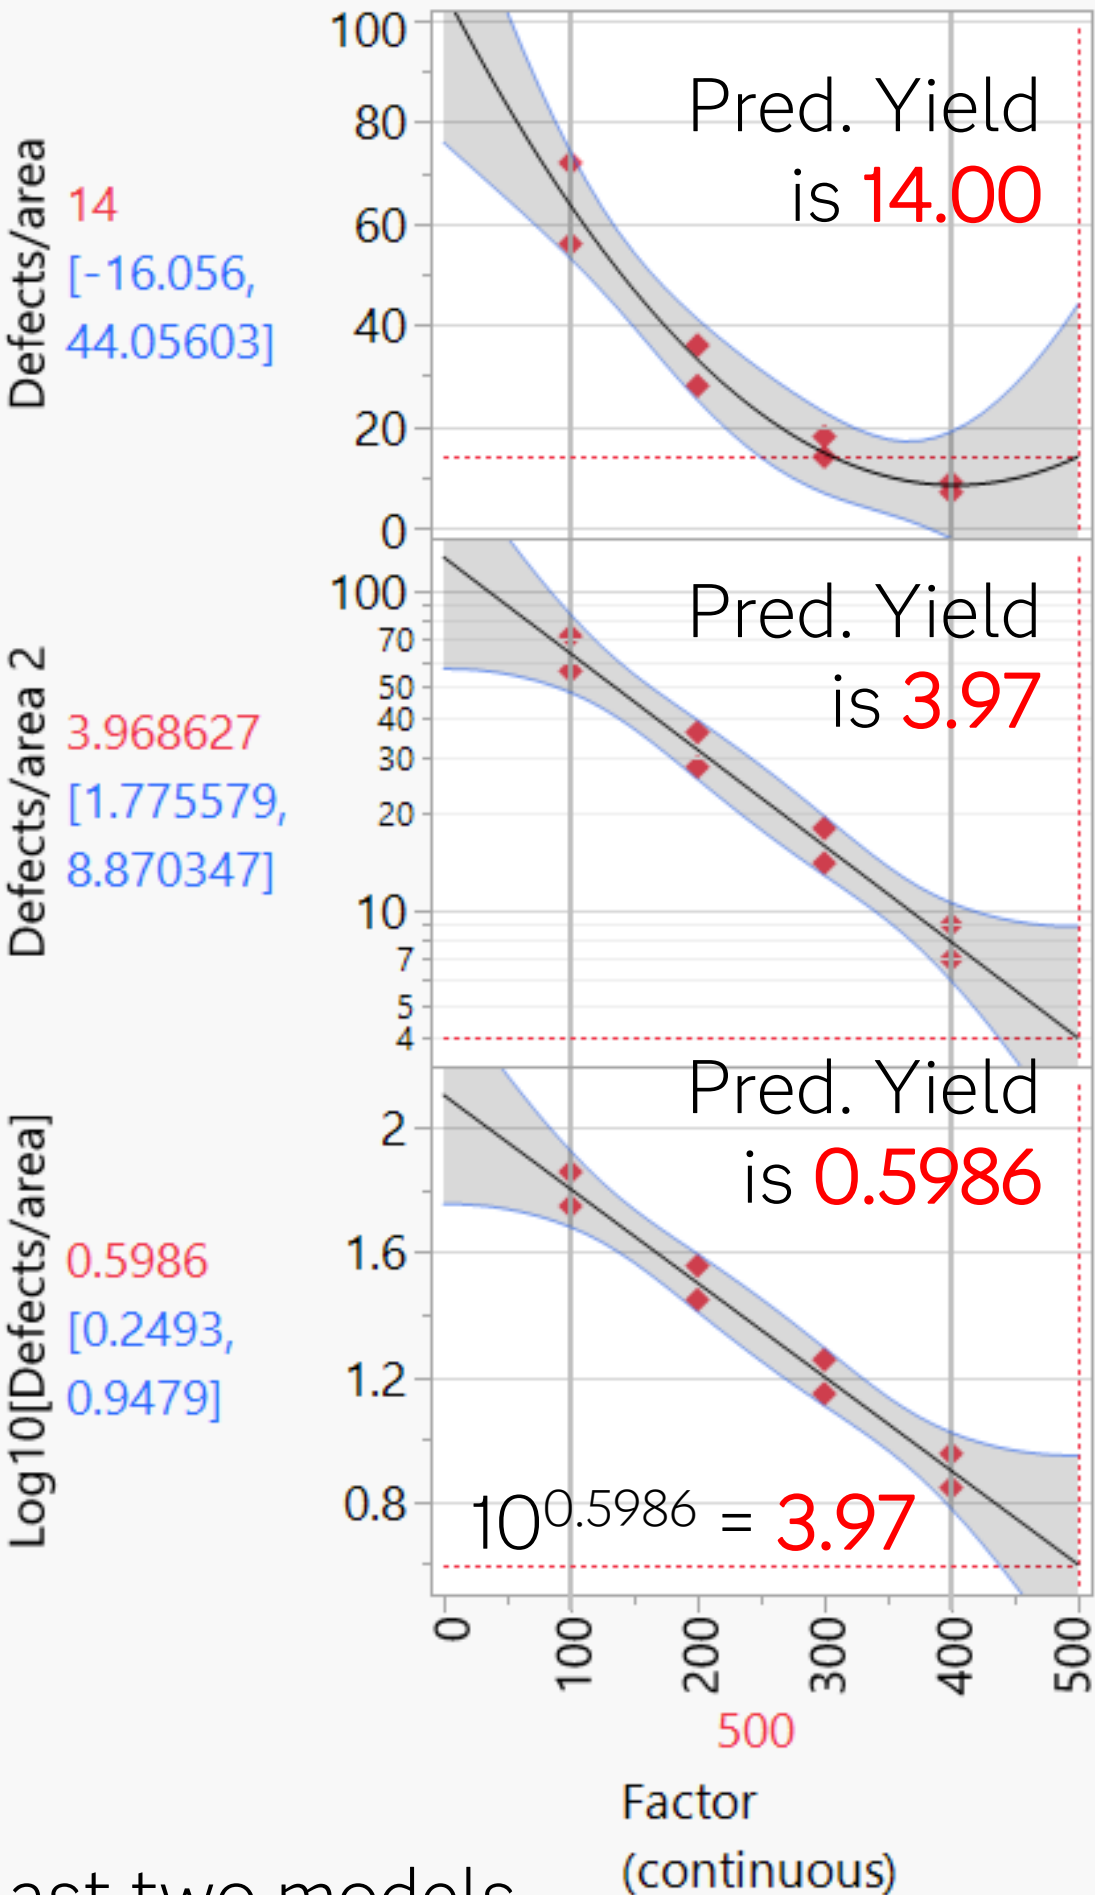 Defects/area
14
[-16.056,
44.05603]
100
80
60
40
20
0
Pred. Yield
is 14.00
Defects/area 2
3.968627
[1.775579,
8.870347]
100
70
50
40
30
20
10
7
5
4
Pred. Yield
is 3.97
Log10[Defects/area]
0.5986
[0.2493,
0.9479]
2
1.6
1.2
0.8
Pred. Yield
is 0.5986
10^0.5986 = 3.97
0
100
200
300
400
500
500
Factor
(continuous)
ast two models